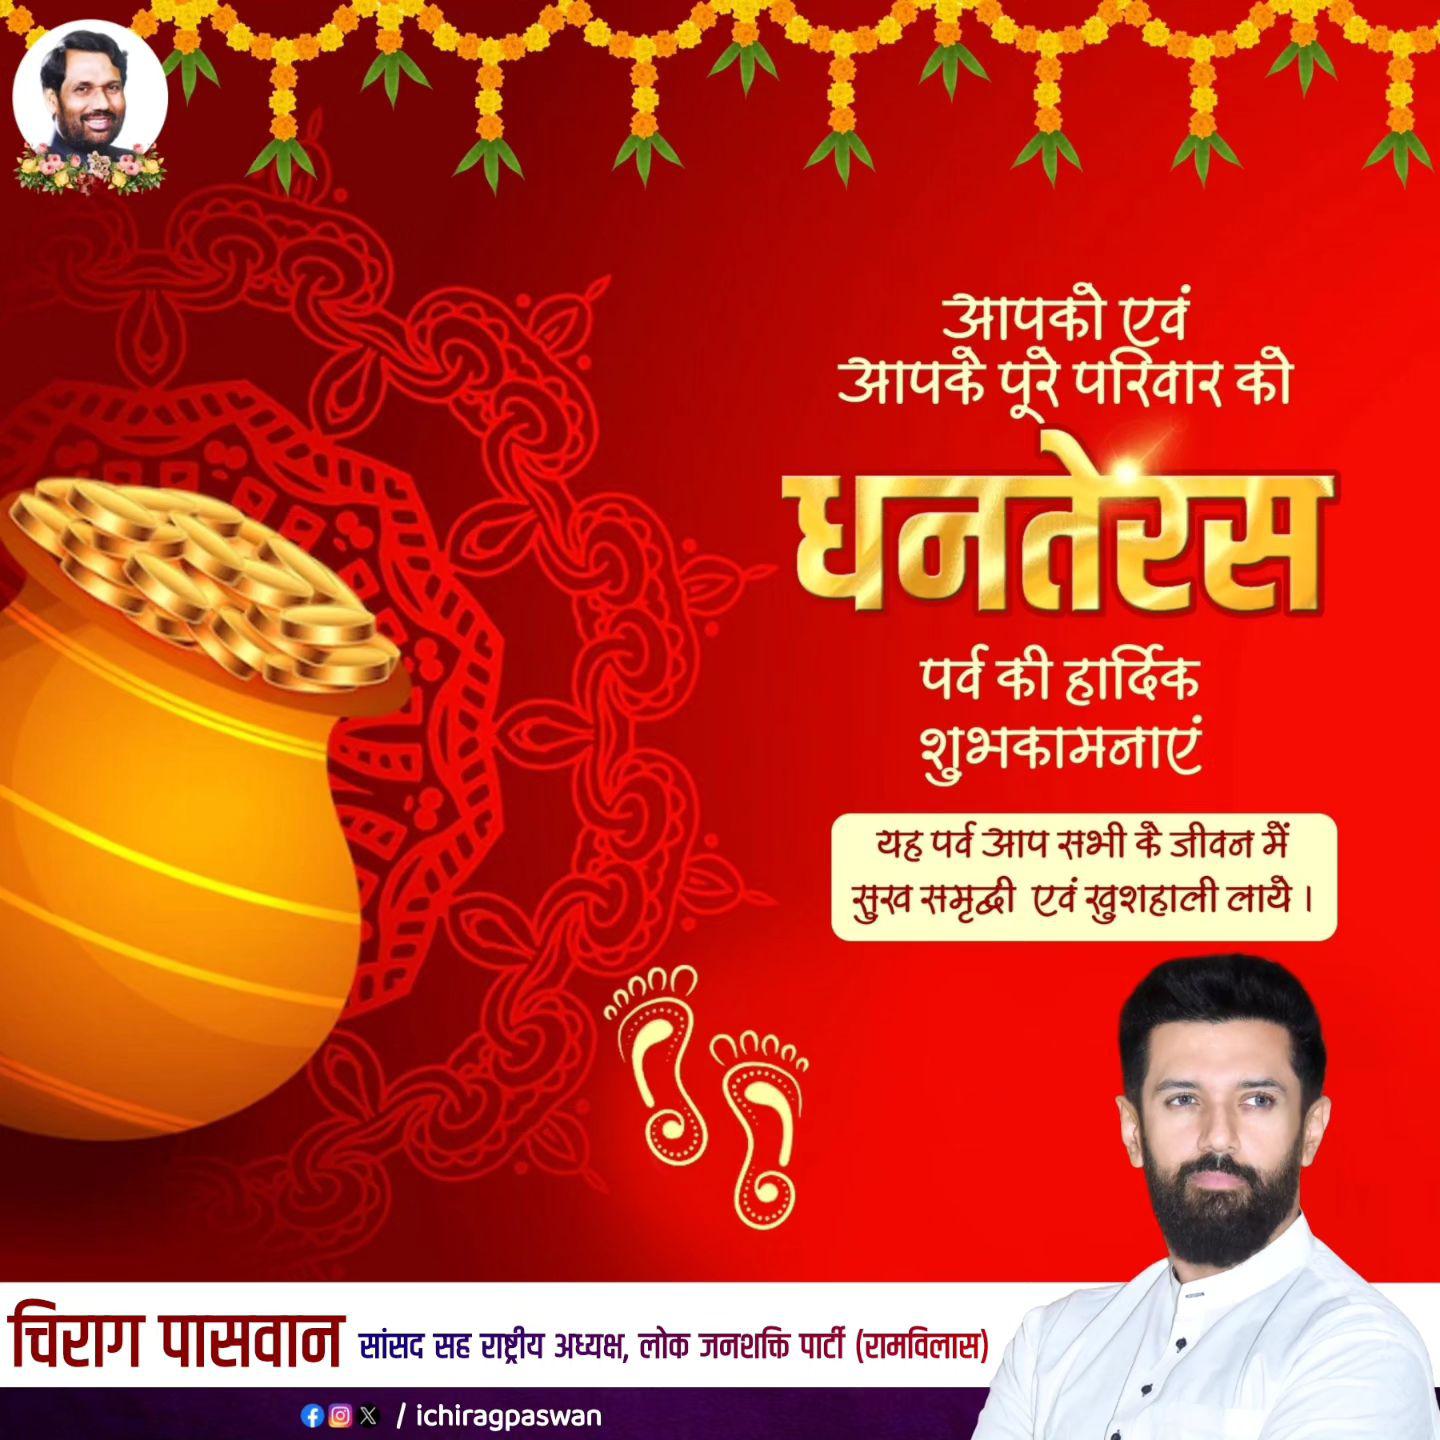 आपको एवं
आपके पूरे परिवार को
धनतेरस
पर्व की हार्दिक
शुभकामनाएं
यह पर्व आप सभी के जीवन में
सुख समृद्धी एवं खुशहाली लाये ।
चिराग पासवान सांसद सह राष्ट्रीय अध्यक्ष, लोक जनशक्ति पार्टी (रामविलास)
/ ichiragpaswan